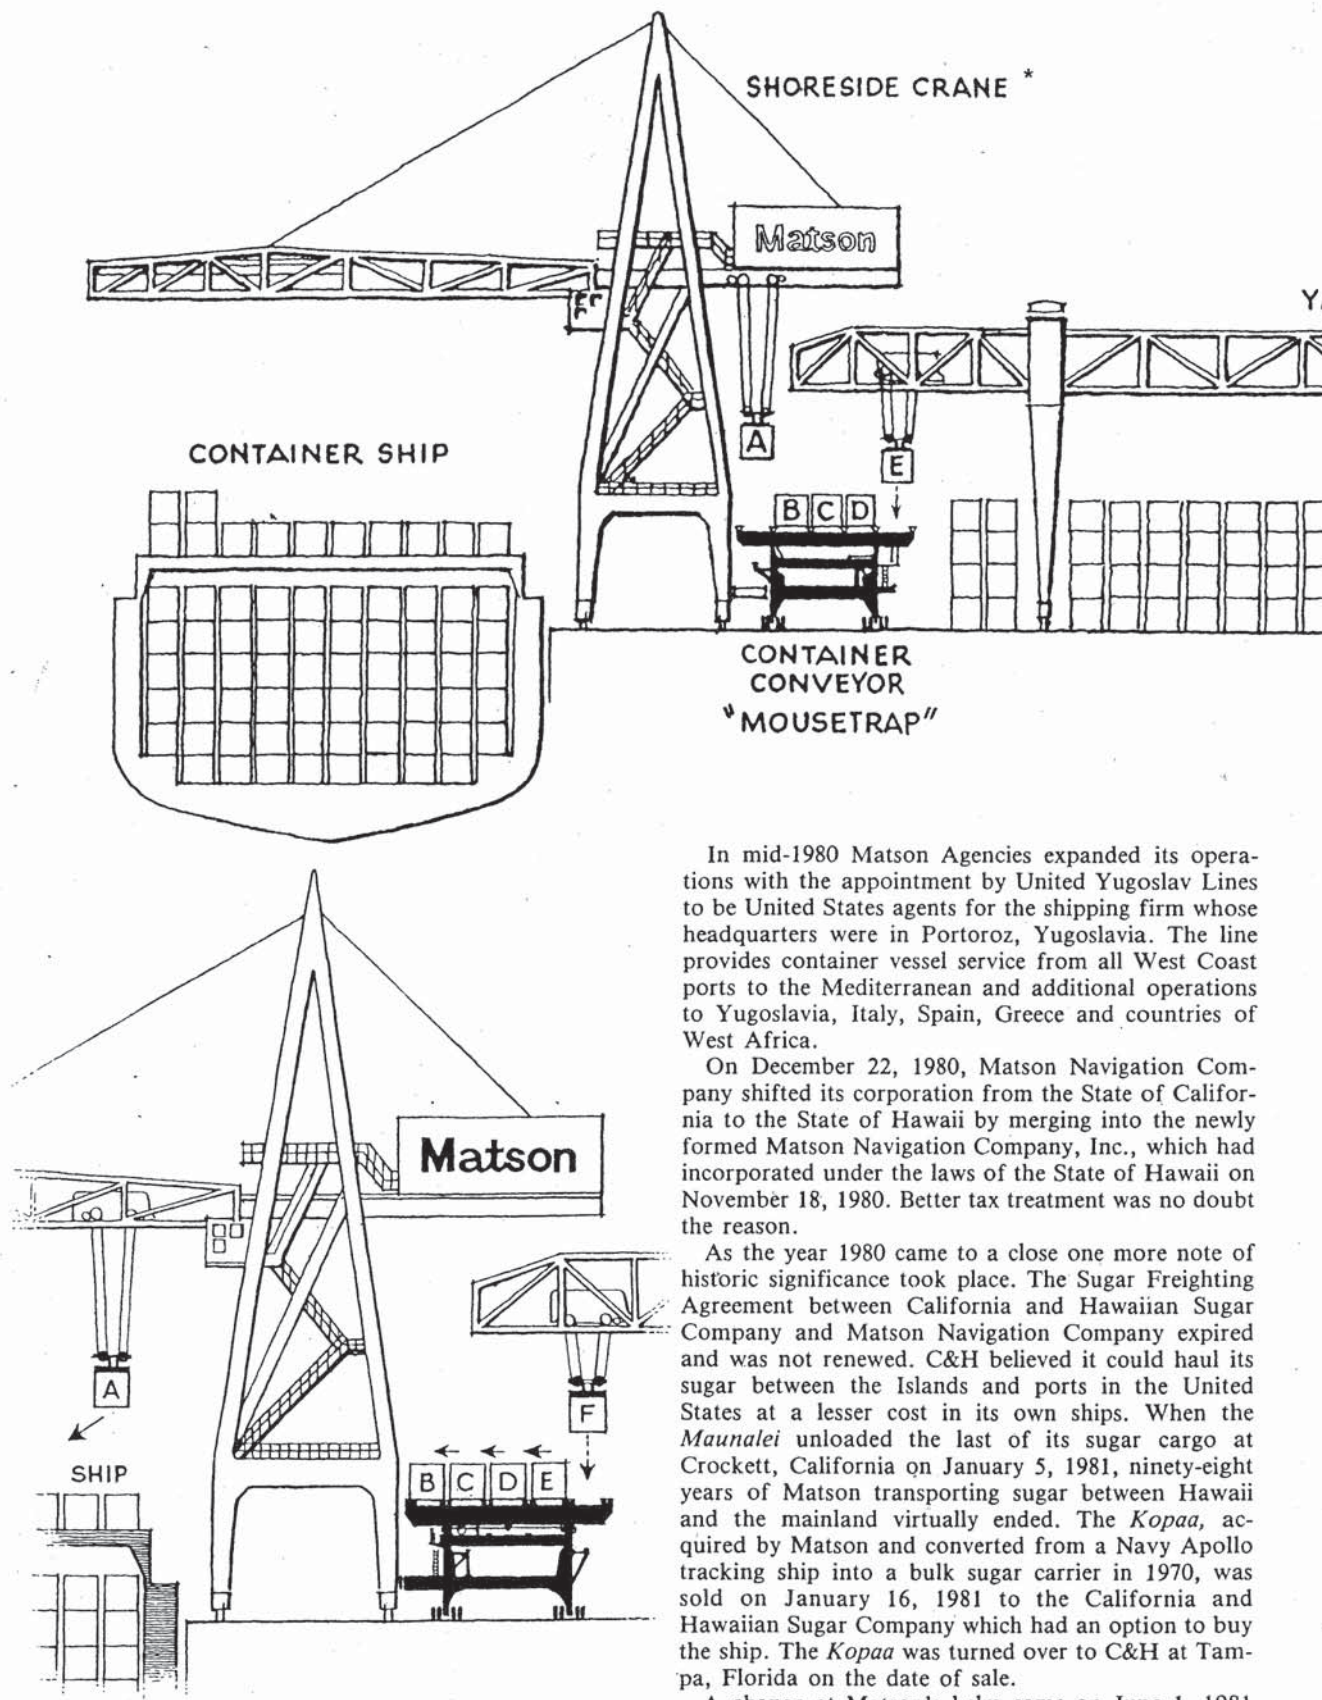 SHORESIDE CRANE *
Matson
A
E
B C D
CONTAINER SHIP
CONTAINER
CONVEYOR
"MOUSETRAP"
Matson
A
F
B C D E
SHIP
In mid-1980 Matson Agencies expanded its opera-
tions with the appointment by United Yugoslav Lines
to be United States agents for the shipping firm whose
headquarters were in Portoroz, Yugoslavia. The line
provides container vessel service from all West Coast
ports to the Mediterranean and additional operations
to Yugoslavia, Italy, Spain, Greece and countries of
West Africa.
On December 22, 1980, Matson Navigation Com-
pany shifted its corporation from the State of Califor-
nia to the State of Hawaii by merging into the newly
formed Matson Navigation Company, Inc., which had
incorporated under the laws of the State of Hawaii on
November 18, 1980. Better tax treatment was no doubt
the reason.
As the year 1980 came to a close one more note of
historic significance took place. The Sugar Freighting
Agreement between California and Hawaiian Sugar
Company and Matson Navigation Company expired
and was not renewed. C&H believed it could haul its
sugar between the Islands and ports in the United
States at a lesser cost in its own ships. When the
Maunalei unloaded the last of its sugar cargo at
Crockett, California on January 5, 1981, ninety-eight
years of Matson transporting sugar between Hawaii
and the mainland virtually ended. The Kopaa, ac-
quired by Matson and converted from a Navy Apollo
tracking ship into a bulk sugar carrier in 1970, was
sold on January 16, 1981 to the California and
Hawaiian Sugar Company which had an option to buy
the ship. The Kopaa was turned over to C&H at Tam-
pa, Florida on the date of sale.